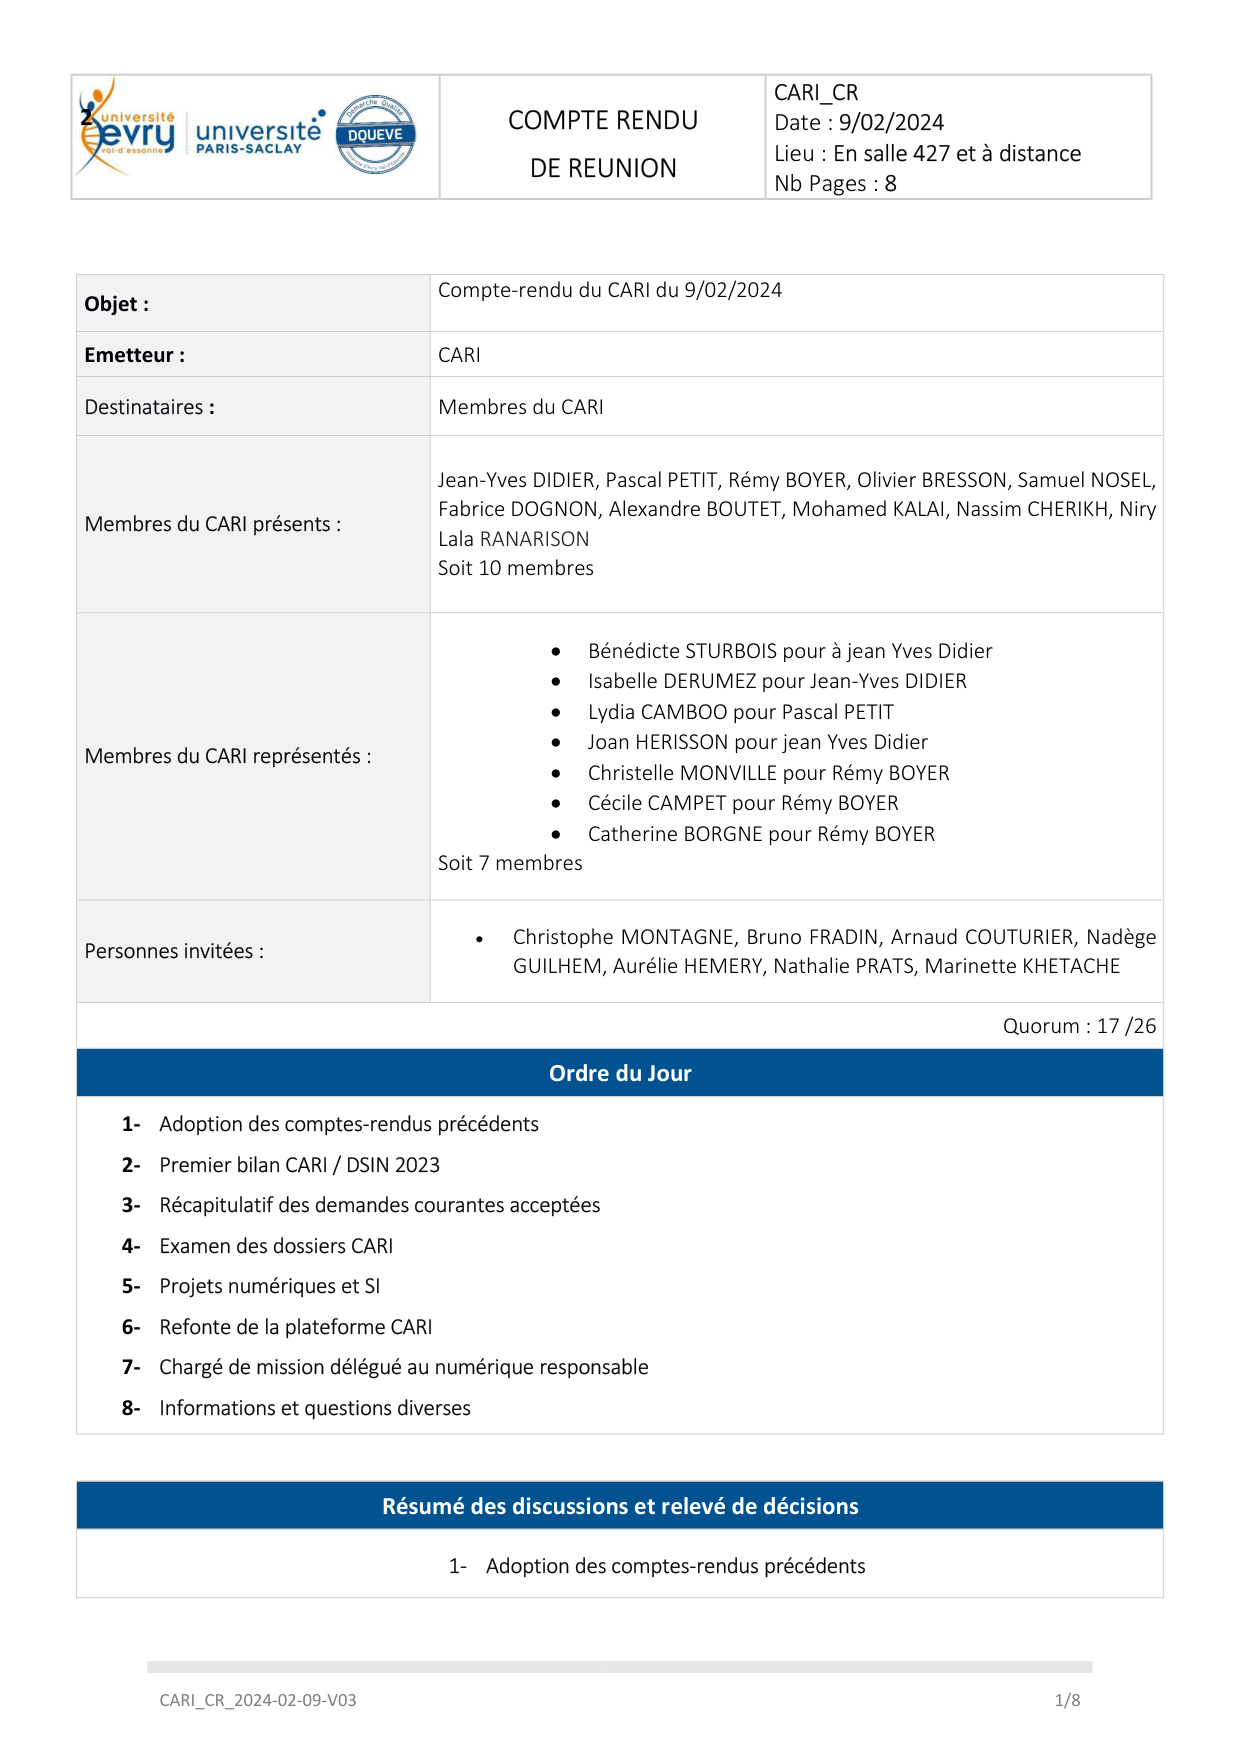 2
université
evry
val-d'essonne
université
PARIS-SACLAY
Démarche Qualité
DQUEVE
COMPTE RENDU
DE REUNION
CARI_CR
Date : 9/02/2024
Lieu : En salle 427 et à distance
Nb Pages : 8
Objet :
Compte-rendu du CARI du 9/02/2024
Emetteur :
CARI
Destinataires :
Membres du CARI
Membres du CARI présents :
Jean-Yves DIDIER, Pascal PETIT, Rémy BOYER, Olivier BRESSON, Samuel NOSEL,
Fabrice DOGNON, Alexandre BOUTET, Mohamed KALAI, Nassim CHERIKH, Niry
Lala RANARISON
Soit 10 membres
Membres du CARI représentés :
• Bénédicte STURBOIS pour à jean Yves Didier
• Isabelle DERUMEZ pour Jean-Yves DIDIER
• Lydia CAMBOO pour Pascal PETIT
• Joan HERISSON pour jean Yves Didier
• Christelle MONVILLE pour Rémy BOYER
• Cécile CAMPET pour Rémy BOYER
• Catherine BORGNE pour Rémy BOYER
Soit 7 membres
Personnes invitées :
• Christophe MONTAGNE, Bruno FRADIN, Arnaud COUTURIER, Nadège
GUILHEM, Aurélie HEMERY, Nathalie PRATS, Marinette KHETACHE
Quorum : 17 /26
Ordre du Jour
1- Adoption des comptes-rendus précédents
2- Premier bilan CARI / DSIN 2023
3- Récapitulatif des demandes courantes acceptées
4- Examen des dossiers CARI
5- Projets numériques et SI
6- Refonte de la plateforme CARI
7- Chargé de mission délégué au numérique responsable
8- Informations et questions diverses
Résumé des discussions et relevé de décisions
1- Adoption des comptes-rendus précédents
CARI_CR_2024-02-09-V03
1/8